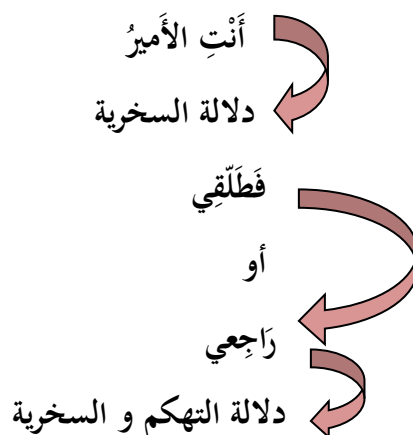 أَنْتِ الأَميرُ
دلالة السخرية
فَطَلّقِي
أو
رَاجِعي
دلالة التهكم و السخرية